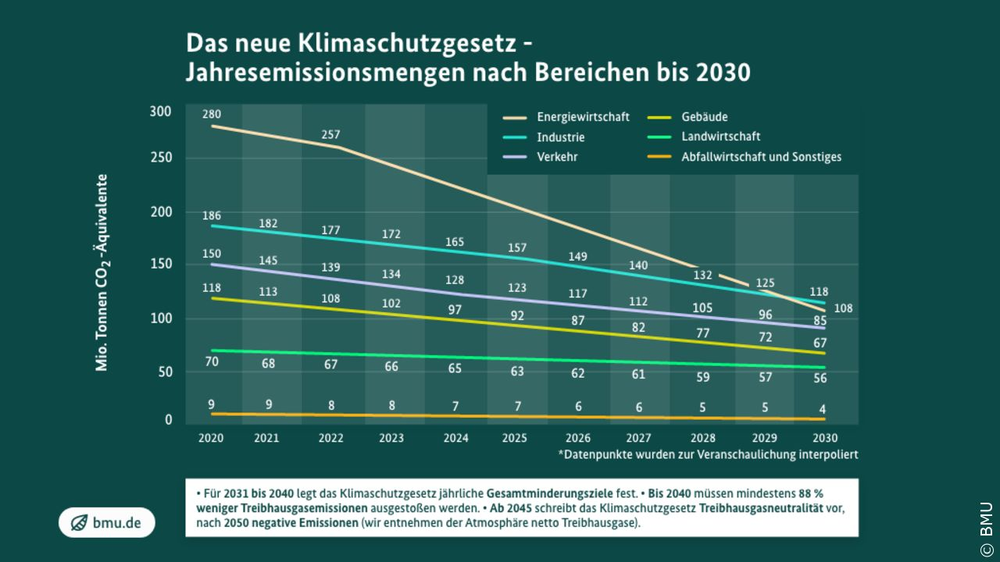 Das neue Klimaschutzgesetz -
Jahresemissionsmengen nach Bereichen bis 2030
Mio. Tonnen CO2 -Äquivalente
300
250
200
150
100
50
0
Energiewirtschaft
Industrie
Verkehr
Gebäude
Landwirtschaft
Abfallwirtschaft und Sonstiges
280 257 108
186 182 177 172 165 157 149 140 132 125 118
150 145 139 134 128 123 117 112 105 96 85
118 113 108 102 97 92 87 82 77 72 67
70 68 67 66 65 63 62 61 59 57 56
9 9 8 8 7 7 6 6 5 5 4
2020 2021 2022 2023 2024 2025 2026 2027 2028 2029 2030
*Datenpunkte wurden zur Veranschaulichung interpoliert
• Für 2031 bis 2040 legt das Klimaschutzgesetz jährliche Gesamtminderungsziele fest. • Bis 2040 müssen mindestens 88 %
weniger Treibhausgasemissionen ausgestoßen werden. • Ab 2045 schreibt das Klimaschutzgesetz Treibhausgasneutralität vor,
nach 2050 negative Emissionen (wir entnehmen der Atmosphäre netto Treibhausgase).
bmu.de
© BMU